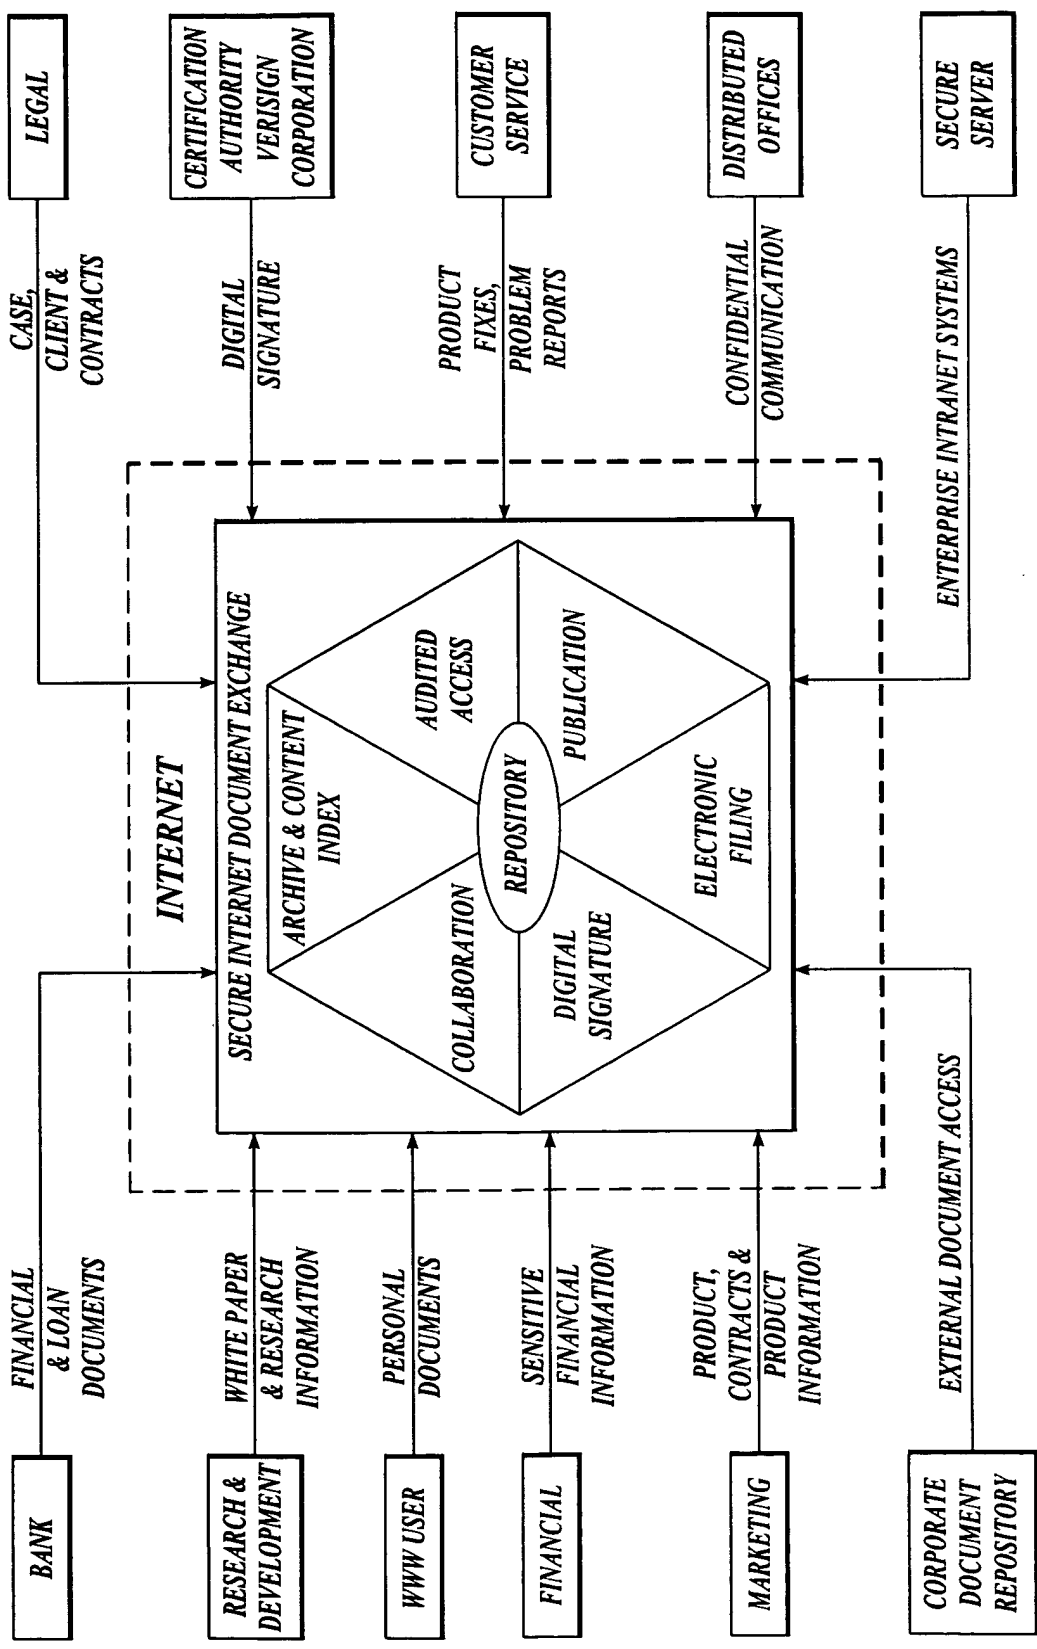 BANK
FINANCIAL
& LOAN
DOCUMENTS
RESEARCH &
DEVELOPMENT
WHITE PAPER
& RESEARCH
INFORMATION
WWW USER
PERSONAL
DOCUMENTS
FINANCIAL
SENSITIVE
FINANCIAL
INFORMATION
MARKETING
PRODUCT,
CONTRACTS &
PRODUCT
INFORMATION
CORPORATE
DOCUMENT
REPOSITORY
EXTERNAL DOCUMENT ACCESS
INTERNET
SECURE INTERNET DOCUMENT EXCHANGE
ARCHIVE & CONTENT
INDEX
COLLABORATION
AUDITED
ACCESS
REPOSITORY
DIGITAL
SIGNATURE
PUBLICATION
ELECTRONIC
FILING
CASE,
CLIENT &
CONTRACTS
LEGAL
DIGITAL
SIGNATURE
CERTIFICATION
AUTHORITY
VERISIGN
CORPORATION
PRODUCT
FIXES,
PROBLEM
REPORTS
CUSTOMER
SERVICE
CONFIDENTIAL
COMMUNICATION
DISTRIBUTED
OFFICES
ENTERPRISE INTRANET SYSTEMS
SECURE
SERVER